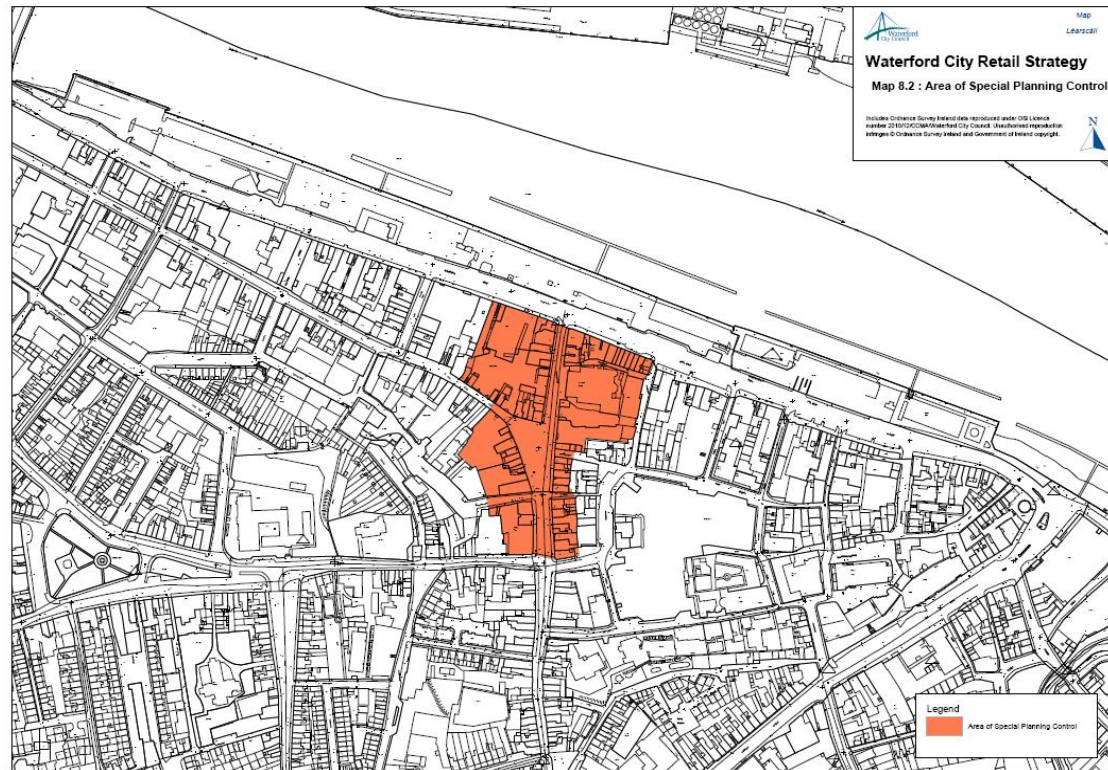 Waterford
City Council
Map
Léarscáil
Waterford City Retail Strategy
Map 8.2 : Area of Special Planning Control
Includes Ordnance Survey Ireland data reproduced under OSi Licence
number 2010/12/CCMA/Waterford City Council. Unauthorised reproduction
infringes © Ordnance Survey Ireland and Government of Ireland copyright.
N
Legend
Area of Special Planning Control